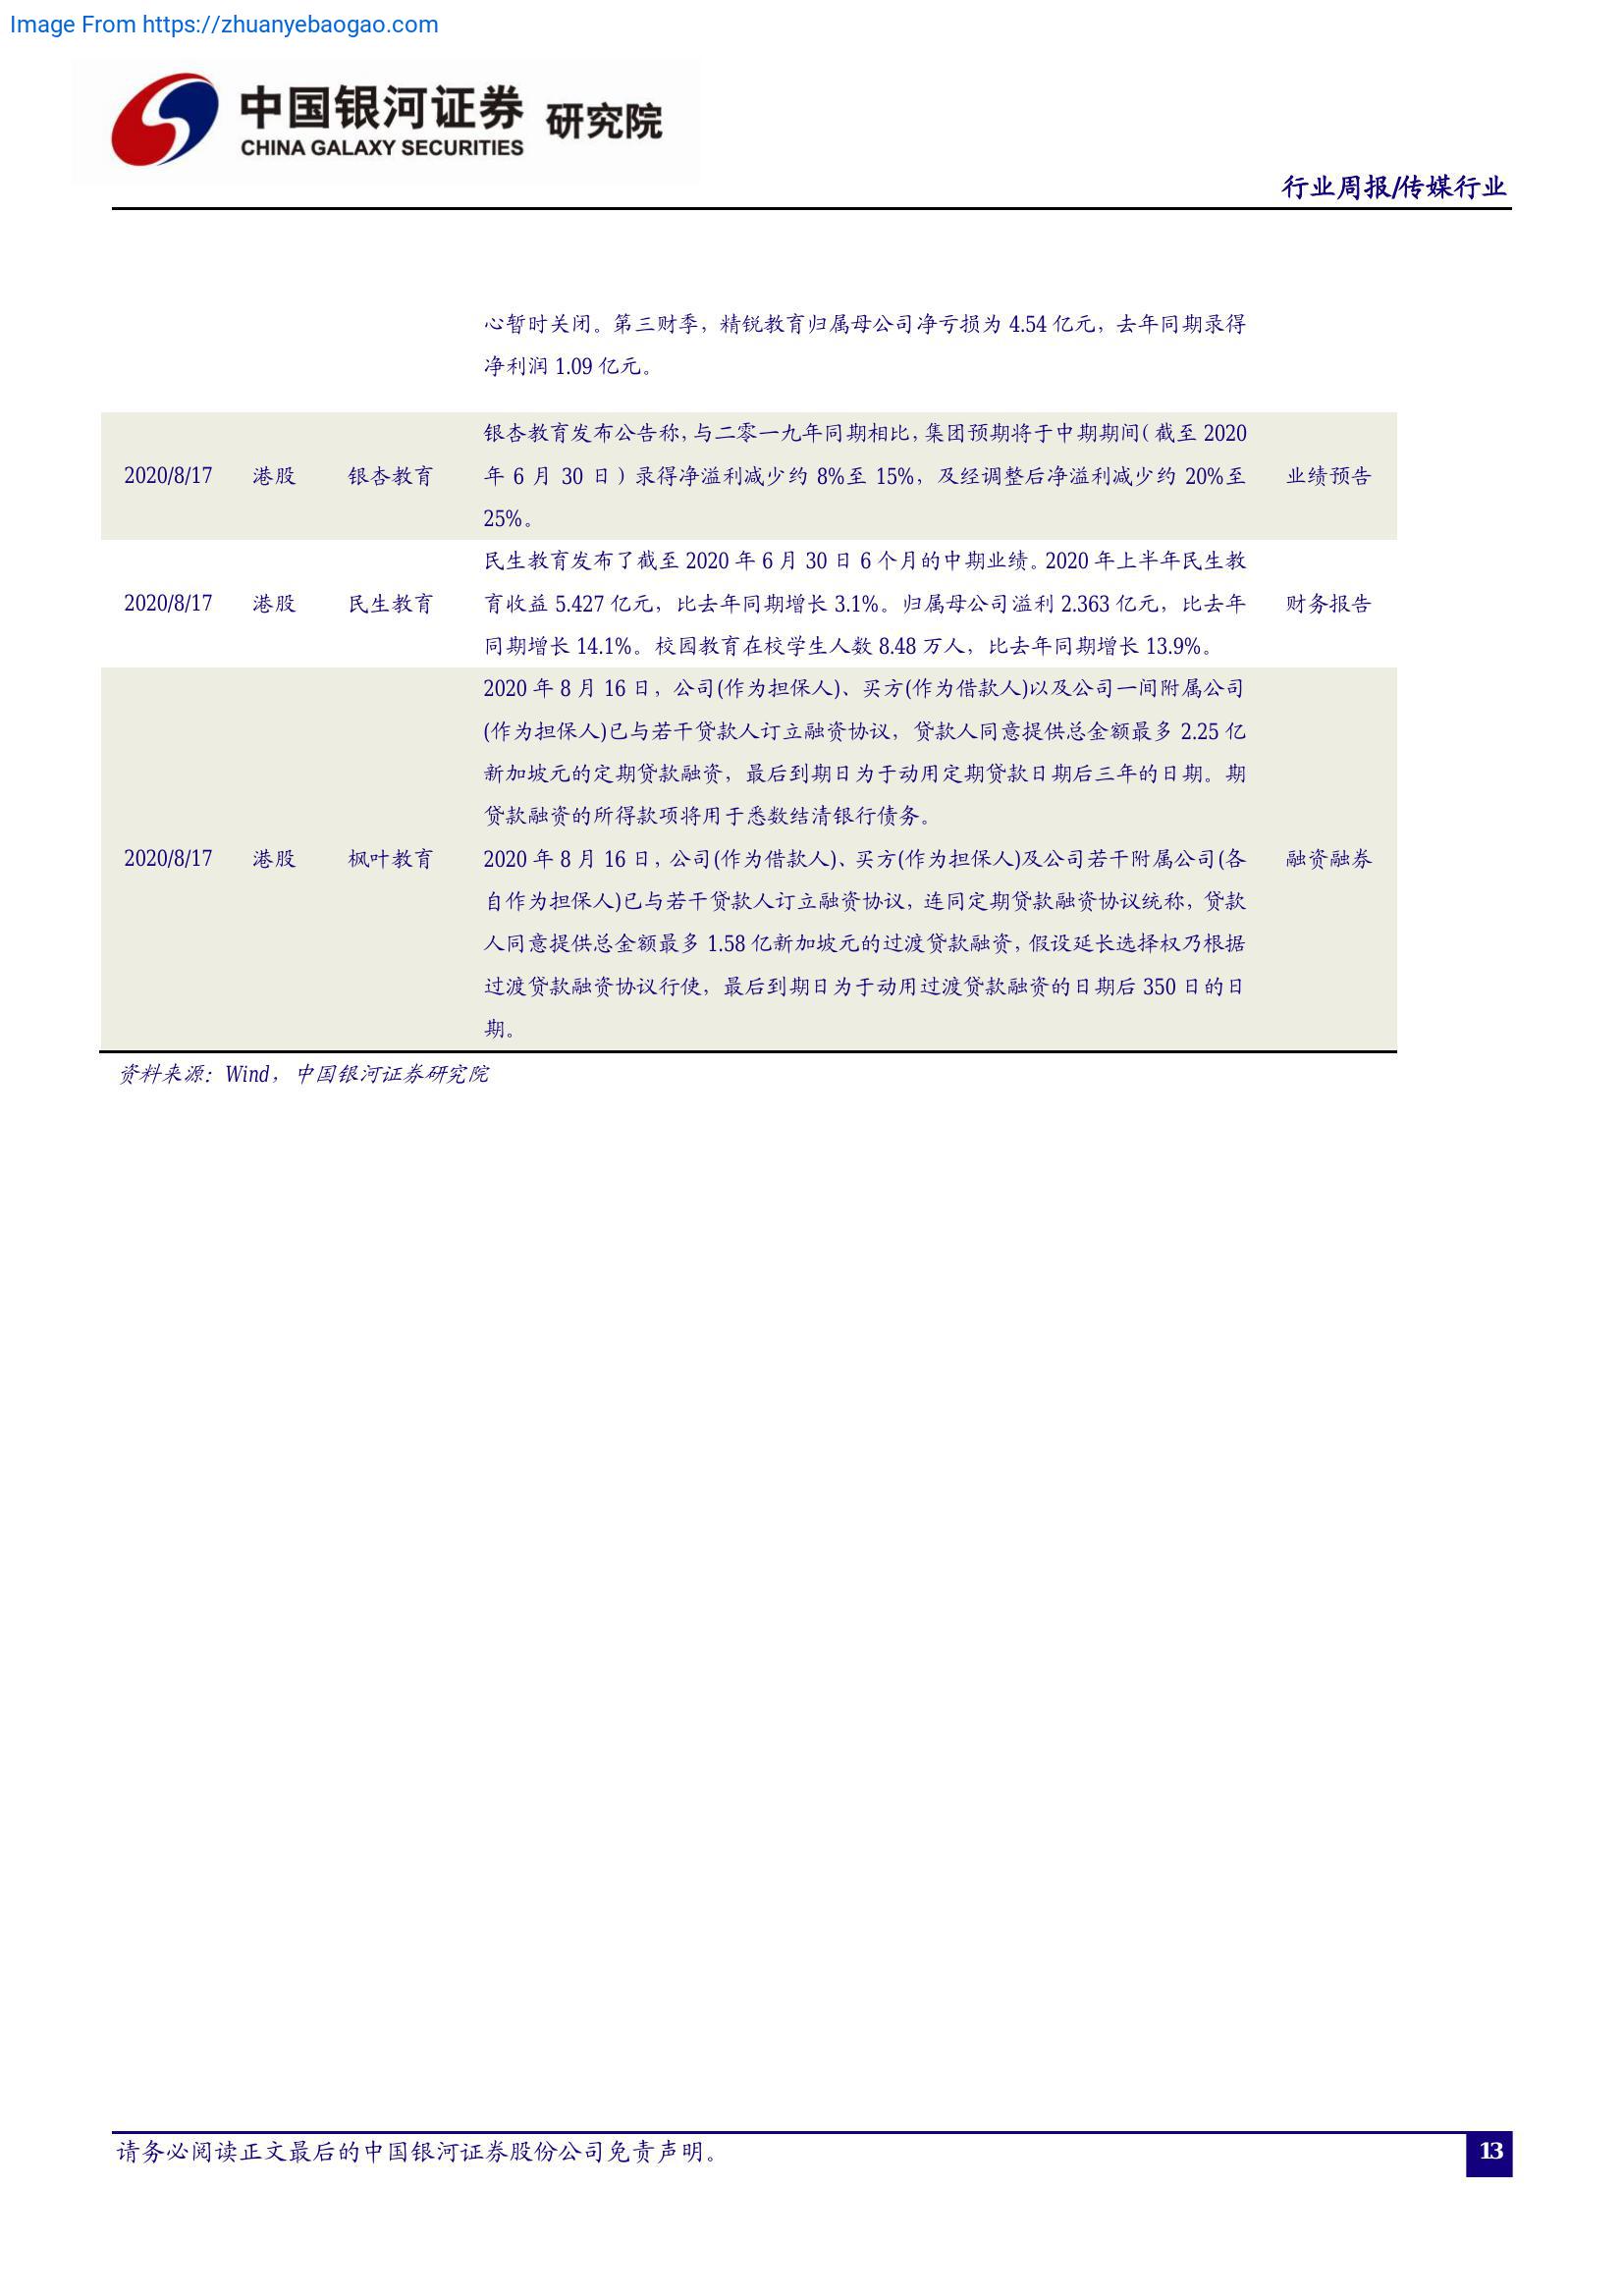 Image From https://zhuanyebaogao.com
中国银河证券 研究院
CHINA GALAXY SECURITIES
行业周报/传媒行业
心暂时关闭。第三财季，精锐教育归属母公司净亏损为 4.54 亿元，去年同期录得
净利润 1.09 亿元。
银杏教育发布公告称，与二零一九年同期相比，集团预期将于中期期间（截至 2020
2020/8/17 港股 银杏教育 年 6 月 30 日）录得净溢利减少约 8%至 15%，及经调整后净溢利减少约 20%至 业绩预告
25%。
民生教育发布了截至 2020 年 6 月 30 日 6 个月的中期业绩。2020 年上半年民生教
2020/8/17 港股 民生教育 育收益 5.427 亿元，比去年同期增长 3.1%。归属母公司溢利 2.363 亿元，比去年 财务报告
同期增长 14.1%。校园教育在校学生人数 8.48 万人，比去年同期增长 13.9%。
2020 年 8 月 16 日，公司(作为担保人)、买方(作为借款人)以及公司一间附属公司
(作为担保人)已与若干贷款人订立融资协议，贷款人同意提供总金额最多 2.25 亿
新加坡元的定期贷款融资，最后到期日为于动用定期贷款日期后三年的日期。期
贷款融资的所得款项将用于悉数结清银行债务。
2020/8/17 港股 枫叶教育 2020 年 8 月 16 日，公司(作为借款人)、买方(作为担保人)及公司若干附属公司(各 融资融券
自作为担保人)已与若干贷款人订立融资协议，连同定期贷款融资协议统称，贷款
人同意提供总金额最多 1.58 亿新加坡元的过渡贷款融资，假设延长选择权乃根据
过渡贷款融资协议行使，最后到期日为于动用过渡贷款融资的日期后 350 日的日
期。
资料来源：Wind，中国银河证券研究院
请务必阅读正文最后的中国银河证券股份公司免责声明。
13